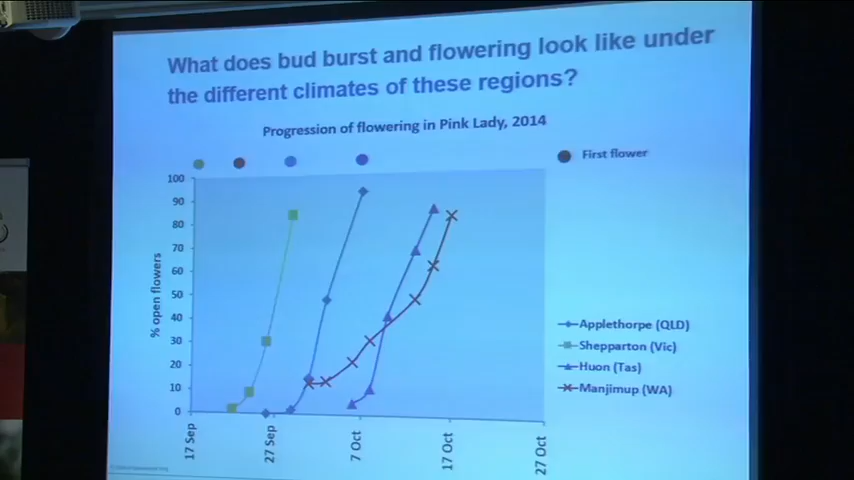 What does bud burst and flowering look like under
the different climates of these regions?
Progression of flowering in Pink Lady, 2014
First flower
100
90
80
70
60
50
40
30
20
10
0
% open flowers
17 Sep
27 Sep
7 Oct
17 Oct
27 Oct
Applethorpe (QLD)
Shepparton (Vic)
Huon (Tas)
Manjimup (WA)